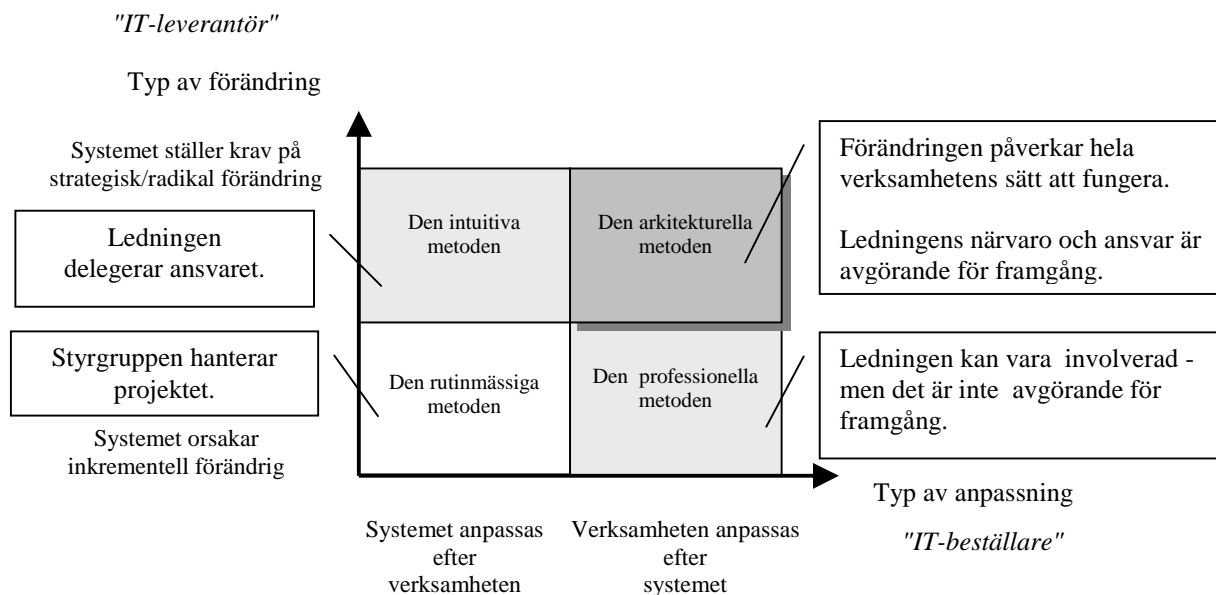 "IT-leverantör"
Typ av förändring
Systemet ställer krav på
strategisk/radikal förändring
Ledningen
delegerar ansvaret.
Styrgruppen hanterar
projektet.
Systemet orsakar
inkrementell förändrig
Den intuitiva
metoden
Den arkitekturella
metoden
Den rutinmässiga
metoden
Den professionella
metoden
Förändringen påverkar hela
verksamhetens sätt att fungera.
Ledningens närvaro och ansvar är
avgörande för framgång.
Ledningen kan vara involverad -
men det är inte avgörande för
framgång.
Typ av anpassning
"IT-beställare"
Systemet anpassas
efter
verksamheten
Verksamheten anpassas
efter
systemet